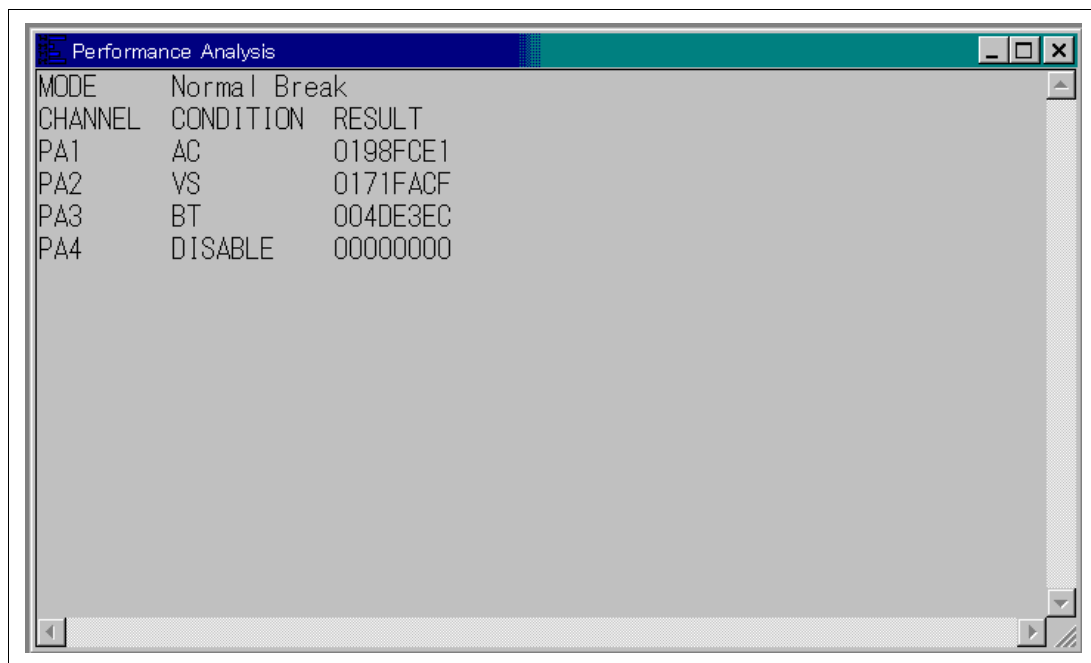 Performance Analysis
MODE Normal Break
CHANNEL CONDITION RESULT
PA1 AC 0198FCE1
PA2 VS 0171FACF
PA3 BT 004DE3EC
PA4 DISABLE 00000000